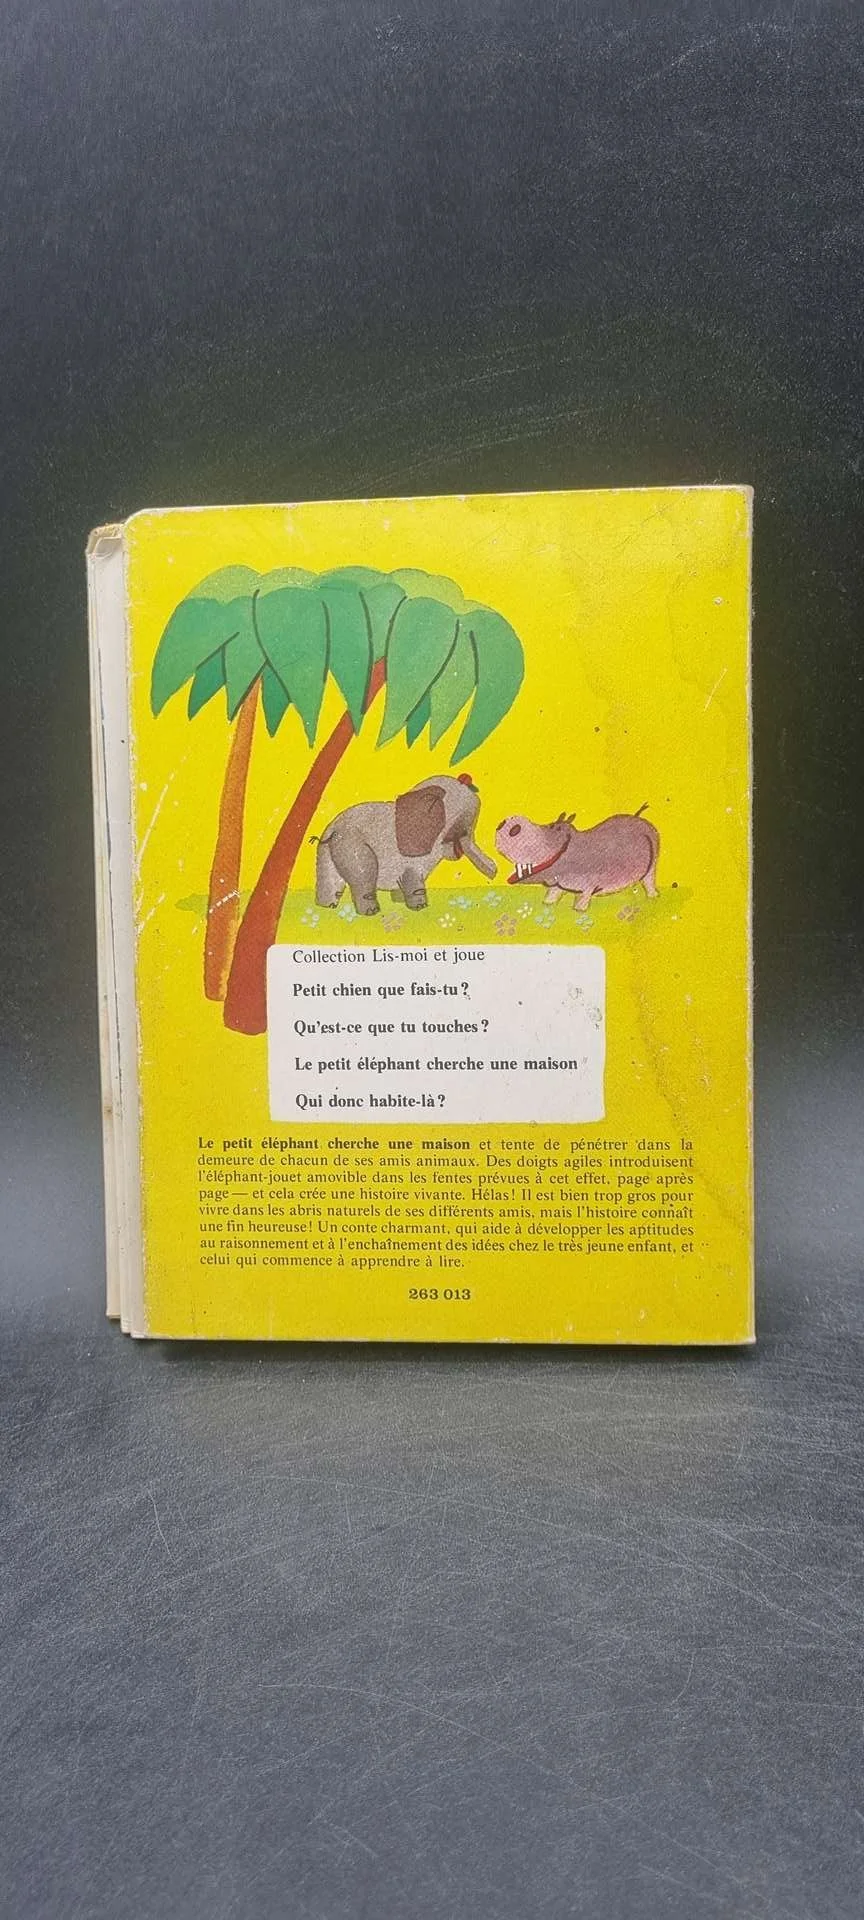 Collection Lis-moi et joue
Petit chien que fais-tu?
Qu'est-ce que tu touches?
Le petit éléphant cherche une maison
Qui donc habite-là?
Le petit éléphant cherche une maison et tente de pénétrer dans la
demeure de chacun de ses amis animaux. Des doigts agiles introduisent
l'éléphant-jouet amovible dans les fentes prévues à cet effet, page après
page — et cela crée une histoire vivante. Hélas! Il est bien trop gros pour
vivre dans les abris naturels de ses différents amis, mais l'histoire connaît
une fin heureuse! Un conte charmant, qui aide à développer les aptitudes
au raisonnement et à l'enchaînement des idées chez le très jeune enfant, et
celui qui commence à apprendre à lire.
263 013